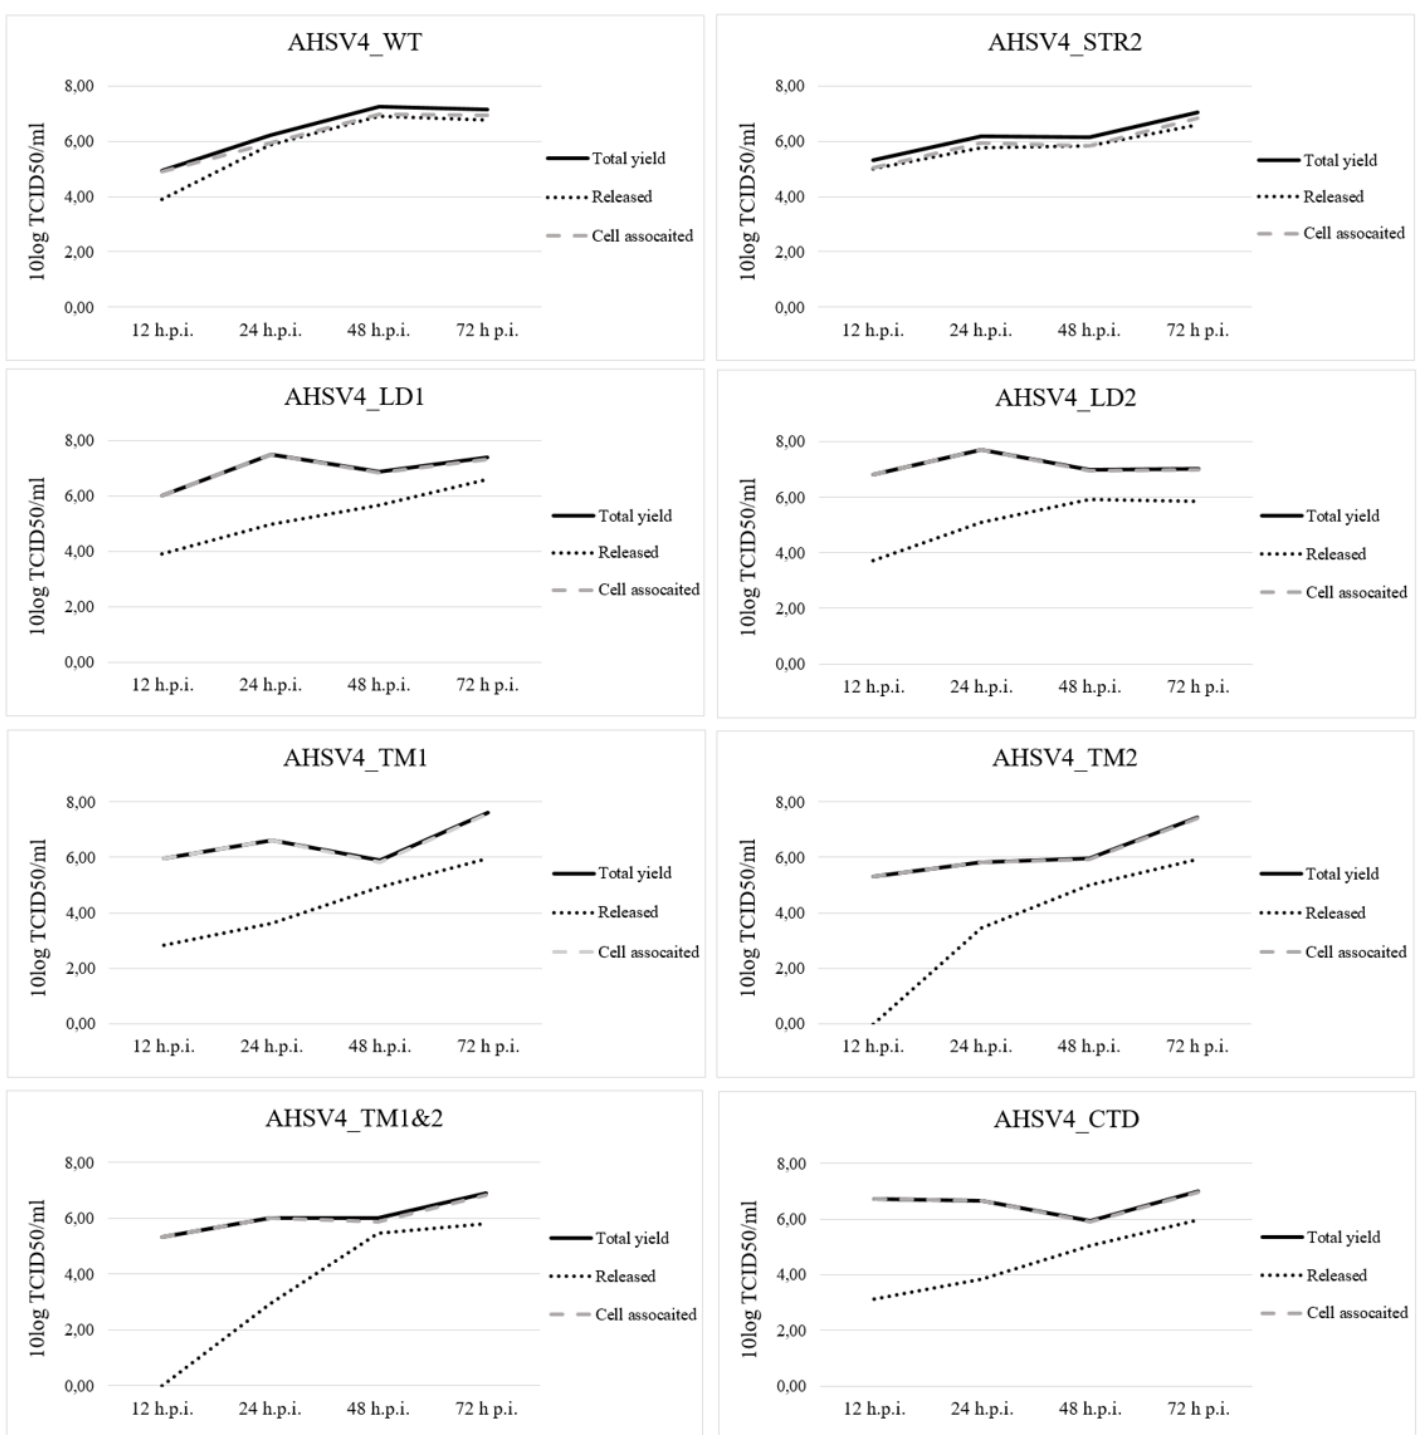 AHSV4_WT
10log TCID50/ml
8,00
6,00
4,00
2,00
0,00
12 h.p.i. 24 h.p.i. 48 h.p.i. 72 h p.i.
Total yield
Released
Cell assocaited
AHSV4_STR2
10log TCID50/ml
8,00
6,00
4,00
2,00
0,00
12 h.p.i. 24 h.p.i. 48 h.p.i. 72 h p.i.
Total yield
Released
Cell assocaited
AHSV4_LD1
10log TCID50/ml
8,00
6,00
4,00
2,00
0,00
12 h.p.i. 24 h.p.i. 48 h.p.i. 72 h p.i.
Total yield
Released
Cell assocaited
AHSV4_LD2
10log TCID50/ml
8,00
6,00
4,00
2,00
0,00
12 h.p.i. 24 h.p.i. 48 h.p.i. 72 h p.i.
Total yield
Released
Cell assocaited
AHSV4_TM1
10log TCID50/ml
8,00
6,00
4,00
2,00
0,00
12 h.p.i. 24 h.p.i. 48 h.p.i. 72 h p.i.
Total yield
Released
Cell assocaited
AHSV4_TM2
10log TCID50/ml
8,00
6,00
4,00
2,00
0,00
12 h.p.i. 24 h.p.i. 48 h.p.i. 72 h p.i.
Total yield
Released
Cell assocaited
AHSV4_TM1&2
10log TCID50/ml
8,00
6,00
4,00
2,00
0,00
12 h.p.i. 24 h.p.i. 48 h.p.i. 72 h p.i.
Total yield
Released
Cell assocaited
AHSV4_CTD
10log TCID50/ml
8,00
6,00
4,00
2,00
0,00
12 h.p.i. 24 h.p.i. 48 h.p.i. 72 h p.i.
Total yield
Released
Cell assocaited